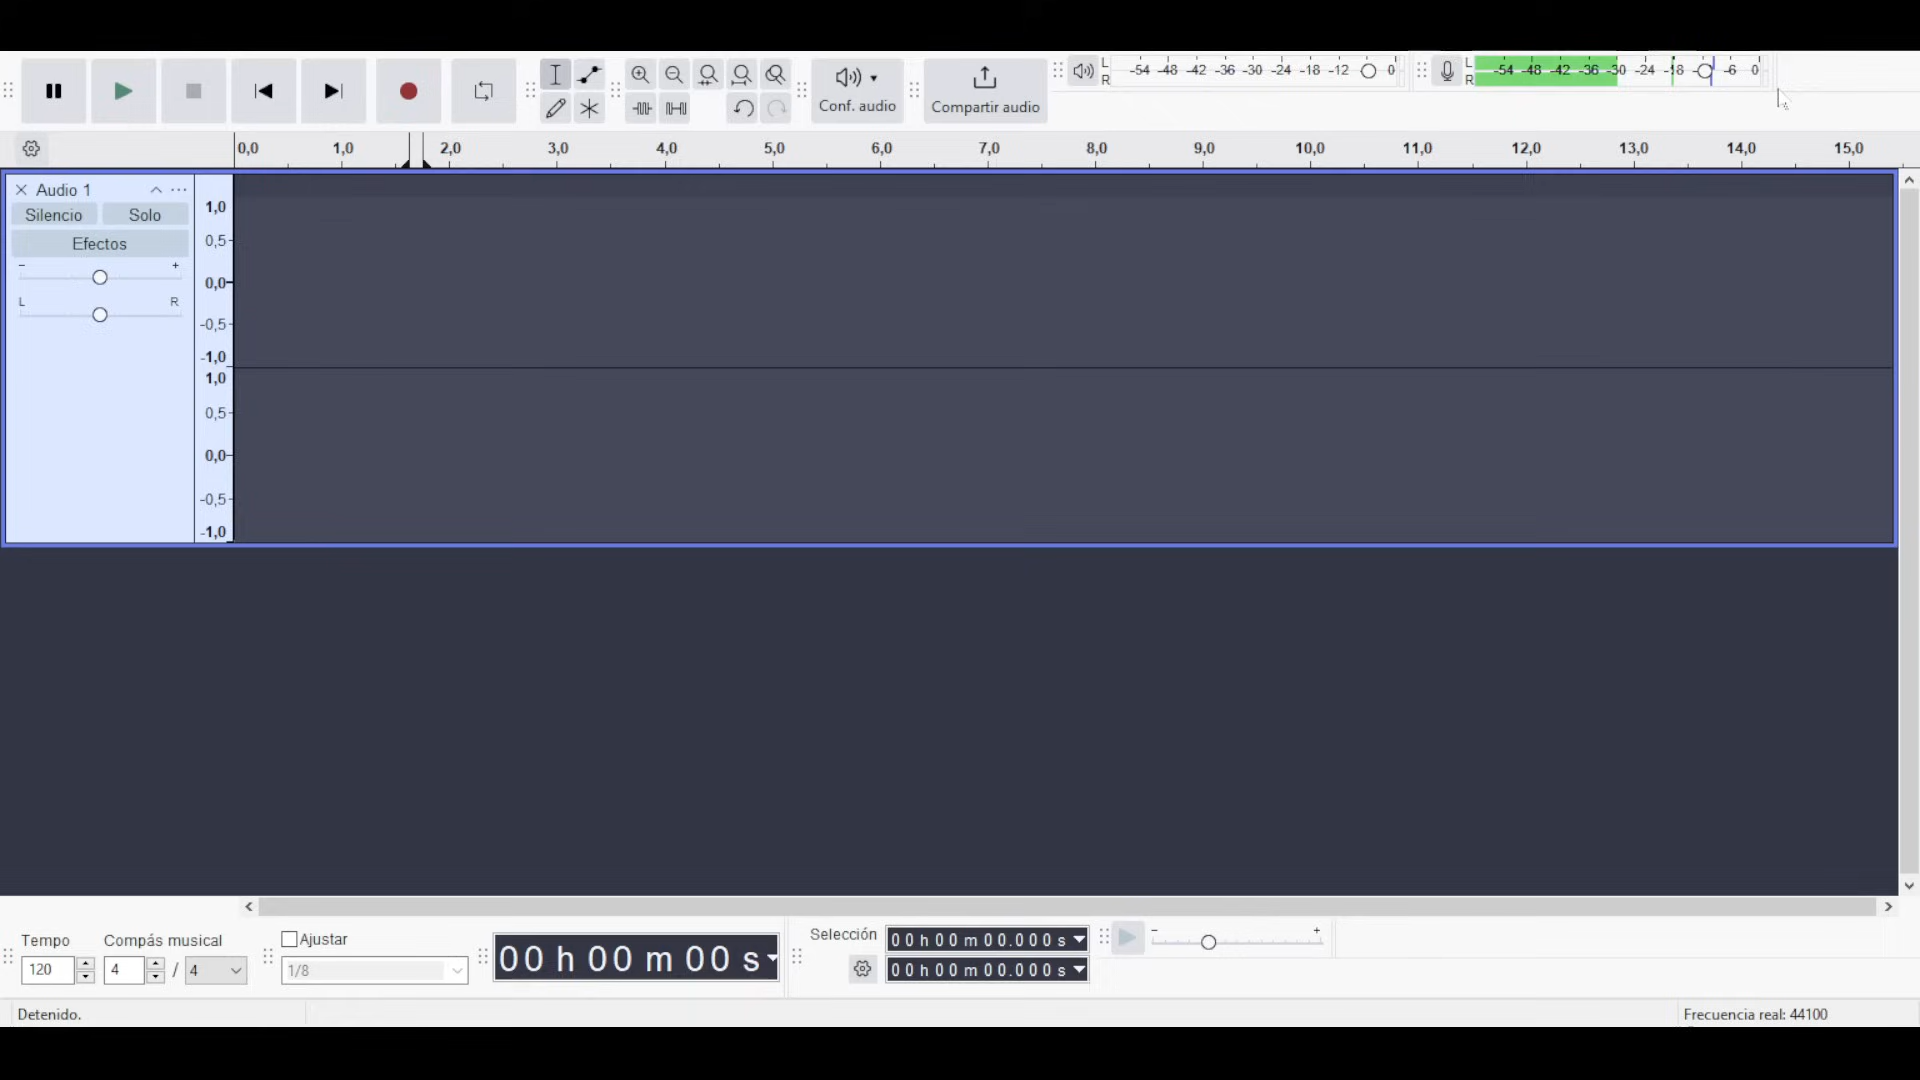 L
R
-54 -48 -42 -36 -30 -24 -18 -12 0
L
R
-54 -48 -42 -36 -30 -24 -18 -6 0
Conf. audio
Compartir audio
0,0 1,0 2,0 3,0 4,0 5,0 6,0 7,0 8,0 9,0 10,0 11,0 12,0 13,0 14,0 15,0
Audio 1
Silencio Solo
Efectos
- +
L R
1,0
0,5
0,0
-0,5
-1,0
1,0
0,5
0,0
-0,5
-1,0
Tempo
120
Compás musical
4 / 4
Ajustar
1/8
00 h 00 m 00 s
Selección
00 h 00 m 00.000 s
00 h 00 m 00.000 s
- +
Detenido.
Frecuencia real: 44100